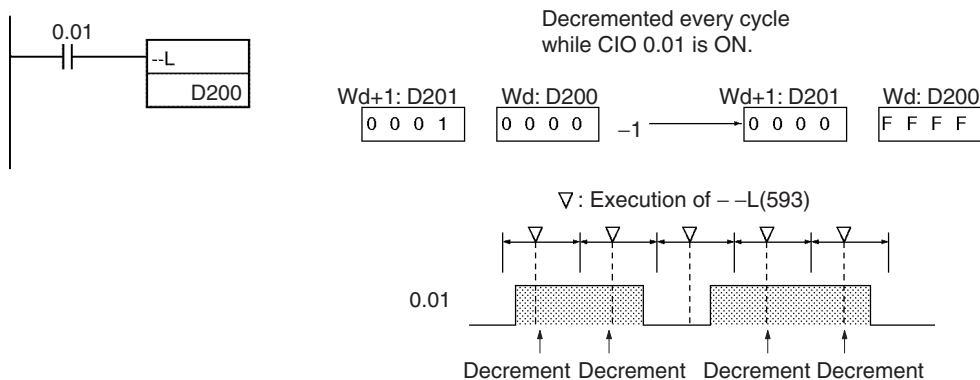 0.01
--L
D200
Decremented every cycle
while CIO 0.01 is ON.
Wd+1: D201 Wd: D200 Wd+1: D201 Wd: D200
0 0 0 1 0 0 0 0 −1 0 0 0 0 F F F F
▽: Execution of − −L(593)
0.01
Decrement Decrement Decrement Decrement